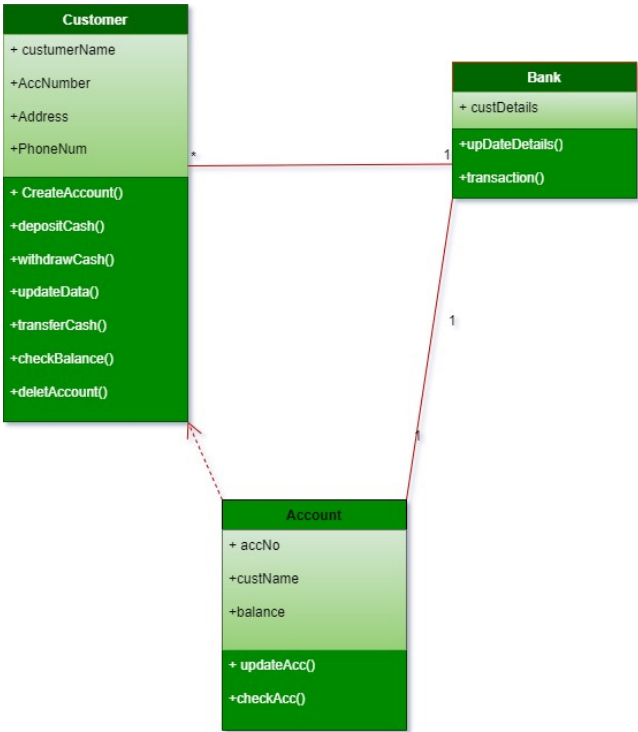 Customer
+ custumerName
+AccNumber
+Address
+PhoneNum
+ CreateAccount()
+depositCash()
+withdrawCash()
+updateData()
+transferCash()
+checkBalance()
+deletAccount()
*
1
Bank
+ custDetails
+upDateDetails()
+transaction()
1
1
Account
+ accNo
+custName
+balance
+ updateAcc()
+checkAcc()